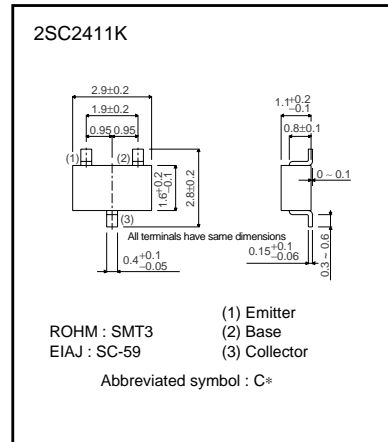 2SC2411K
2.9±0.2
1.9±0.2
0.95 0.95
(1) (2)
1.6+0.2
−0.1
2.8±0.2
(3)
All terminals have same dimensions
0.4+0.1
−0.05
1.1+0.2
−0.1
0.8±0.1
0 ~ 0.1
0.15+0.1
−0.06
0.3 ~ 0.6
(1) Emitter
ROHM : SMT3 (2) Base
EIAJ : SC-59 (3) Collector
Abbreviated symbol : C*